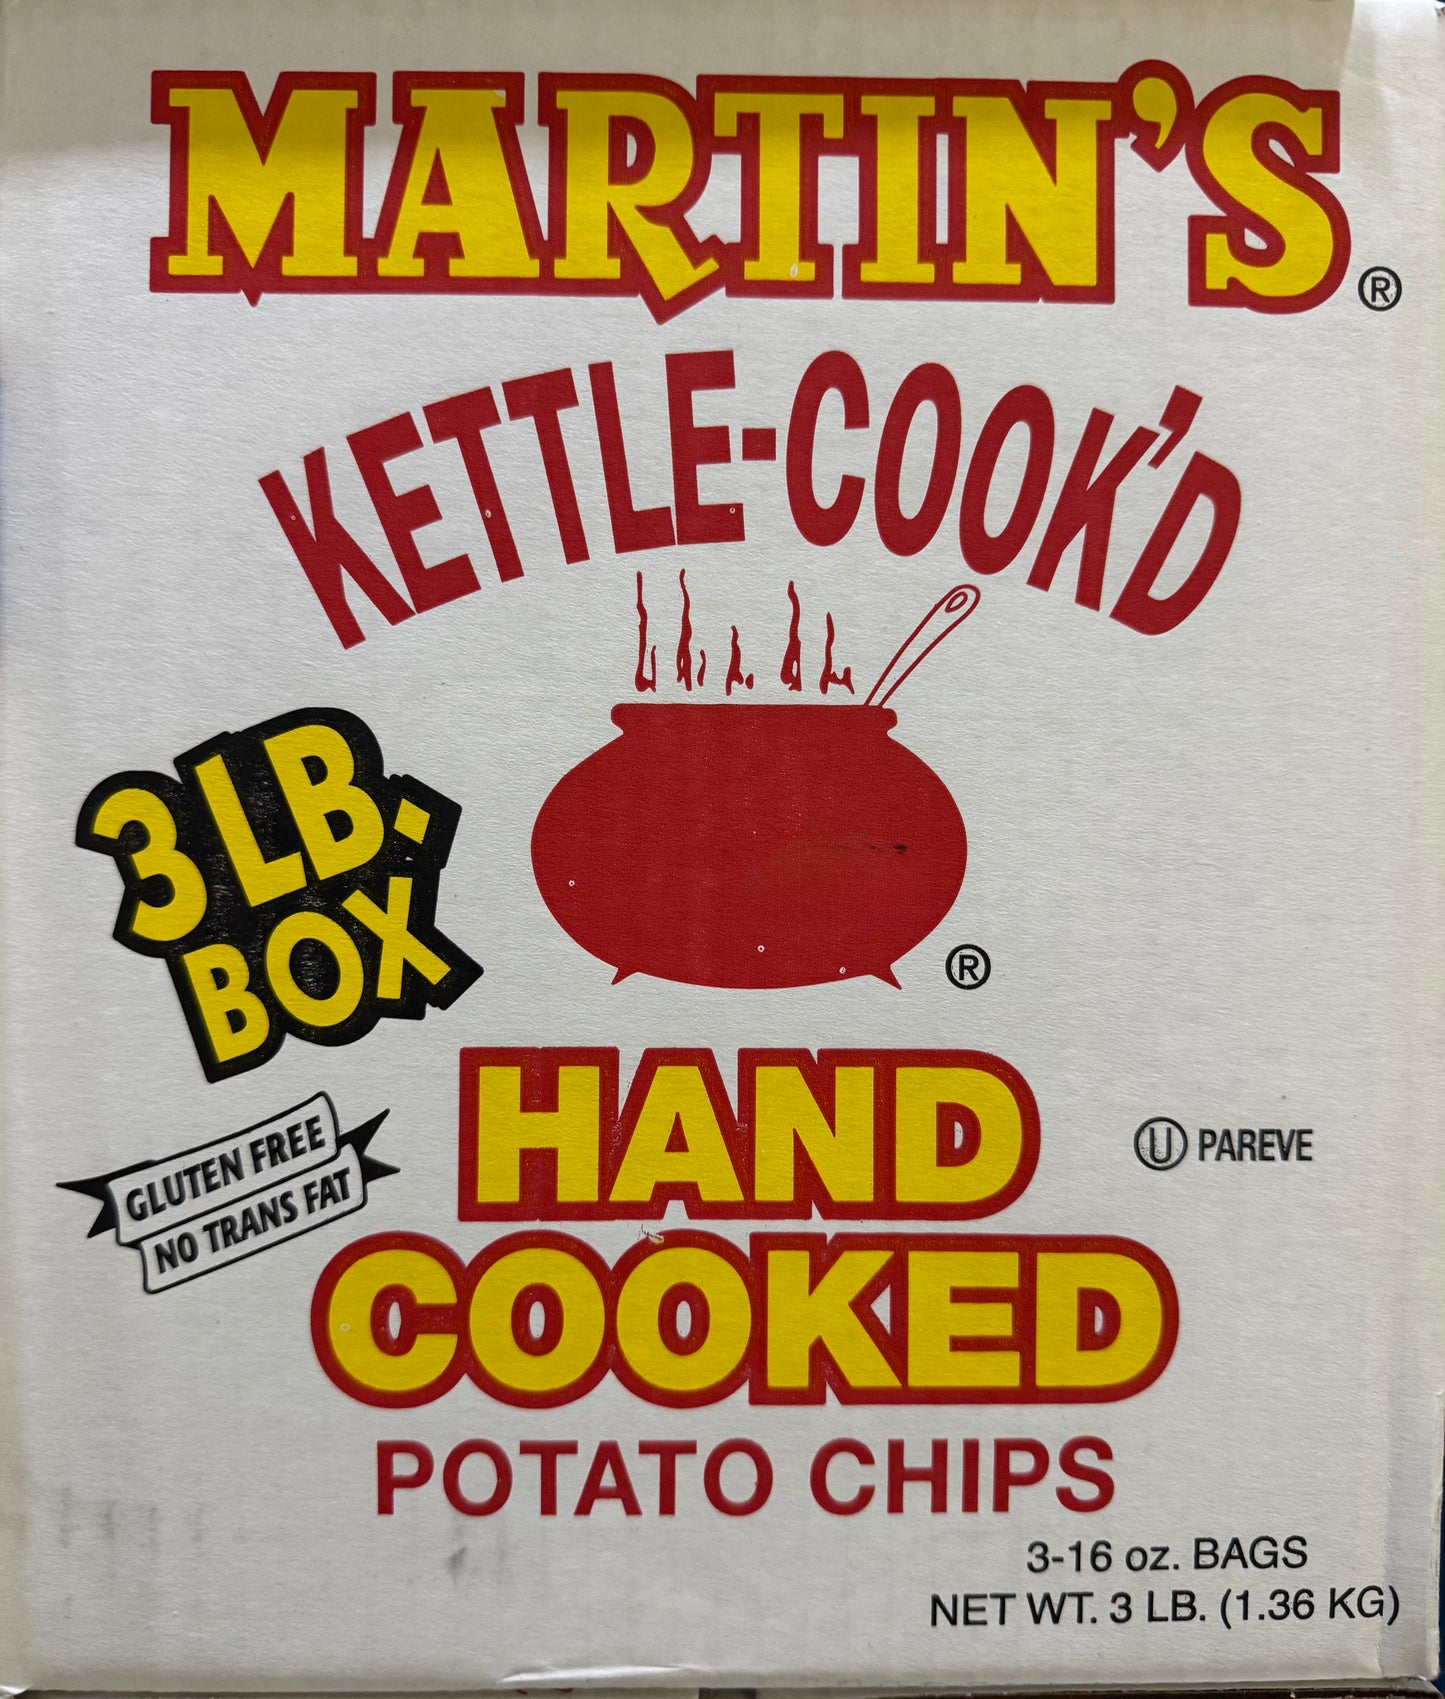 MARTIN'S®
KETTLE-COOK'D
®
3 LB.
BOX
GLUTEN FREE
NO TRANS FAT
HAND
COOKED
Ⓤ PAREVE
POTATO CHIPS
3-16 oz. BAGS
NET WT. 3 LB. (1.36 KG)